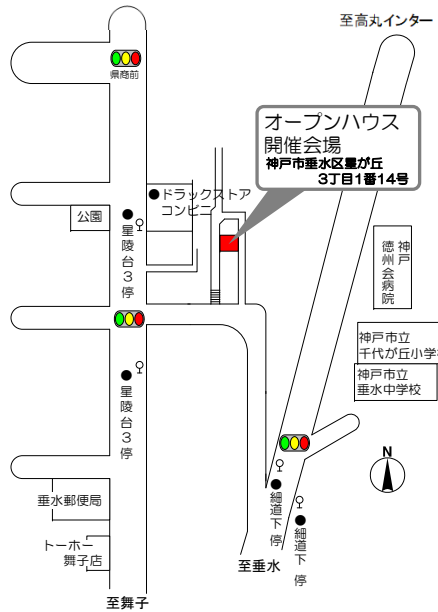 至高丸インター
県商前
オープンハウス
開催会場
神戸市垂水区星が丘
3丁目1番14号
ドラックストア
コンビニ
公園
星陵台3停
神戸
徳州会病院
神戸市立
千代が丘小学校
神戸市立
垂水中学校
星陵台3停
N
垂水郵便局
細道下 停
細道下 停
トーホー
舞子店
至垂水
至舞子